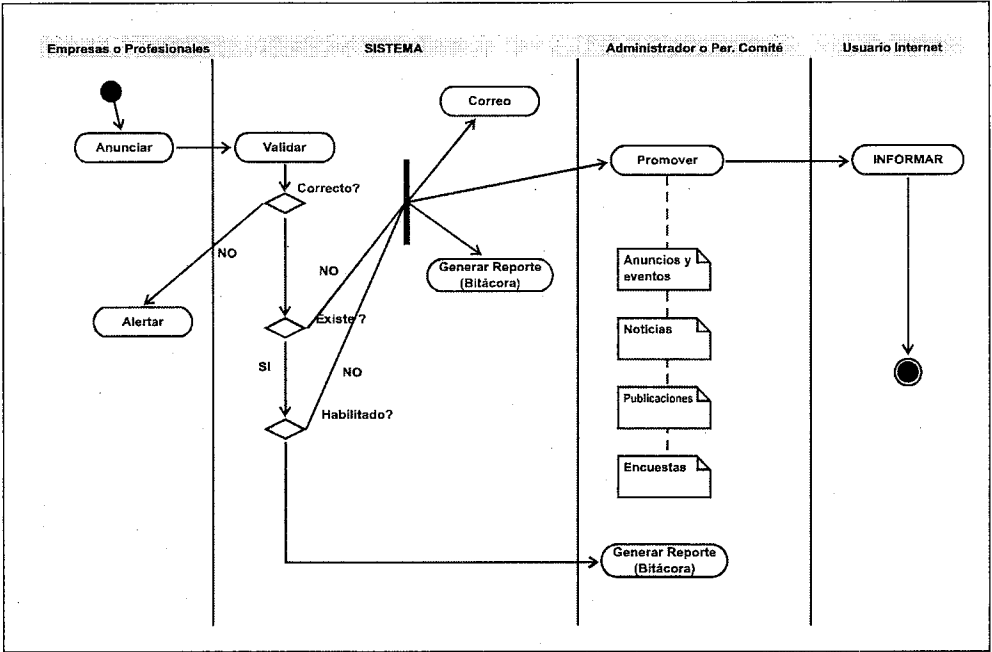 Empresas o Profesionales
SISTEMA
Administrador o Per. Comité
Usuario Internet
Correo
Anunciar
Validar
Promover
INFORMAR
Correcto?
NO
Generar Reporte
(Bitácora)
Anuncios y
eventos
NO
Alertar
Existe ?
Noticias
SI
NO
Publicaciones
Habilitado?
Encuestas
Generar Reporte
(Bitácora)